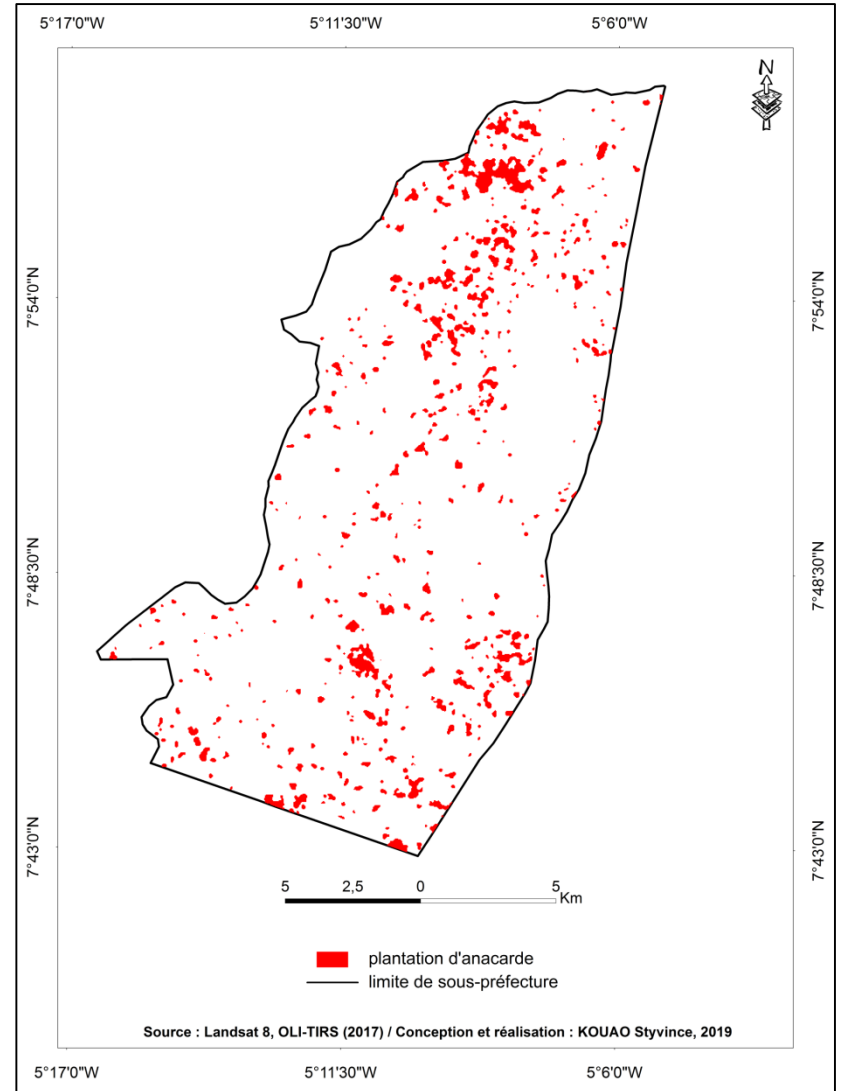 5°17'0"W 5°11'30"W 5°6'0"W
N
7°54'0"N 7°54'0"N
7°48'30"N 7°48'30"N
7°43'0"N 7°43'0"N
5 2,5 0 5
Km
plantation d'anacarde
limite de sous-préfecture
Source : Landsat 8, OLI-TIRS (2017) / Conception et réalisation : KOUAO Styvince, 2019
5°17'0"W 5°11'30"W 5°6'0"W